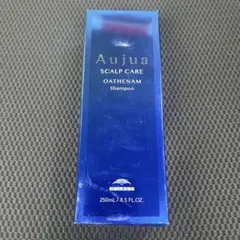 Aujua
SCALP CARE
OATHENAM
Shampoo
250mL / 8.5 FL.OZ.